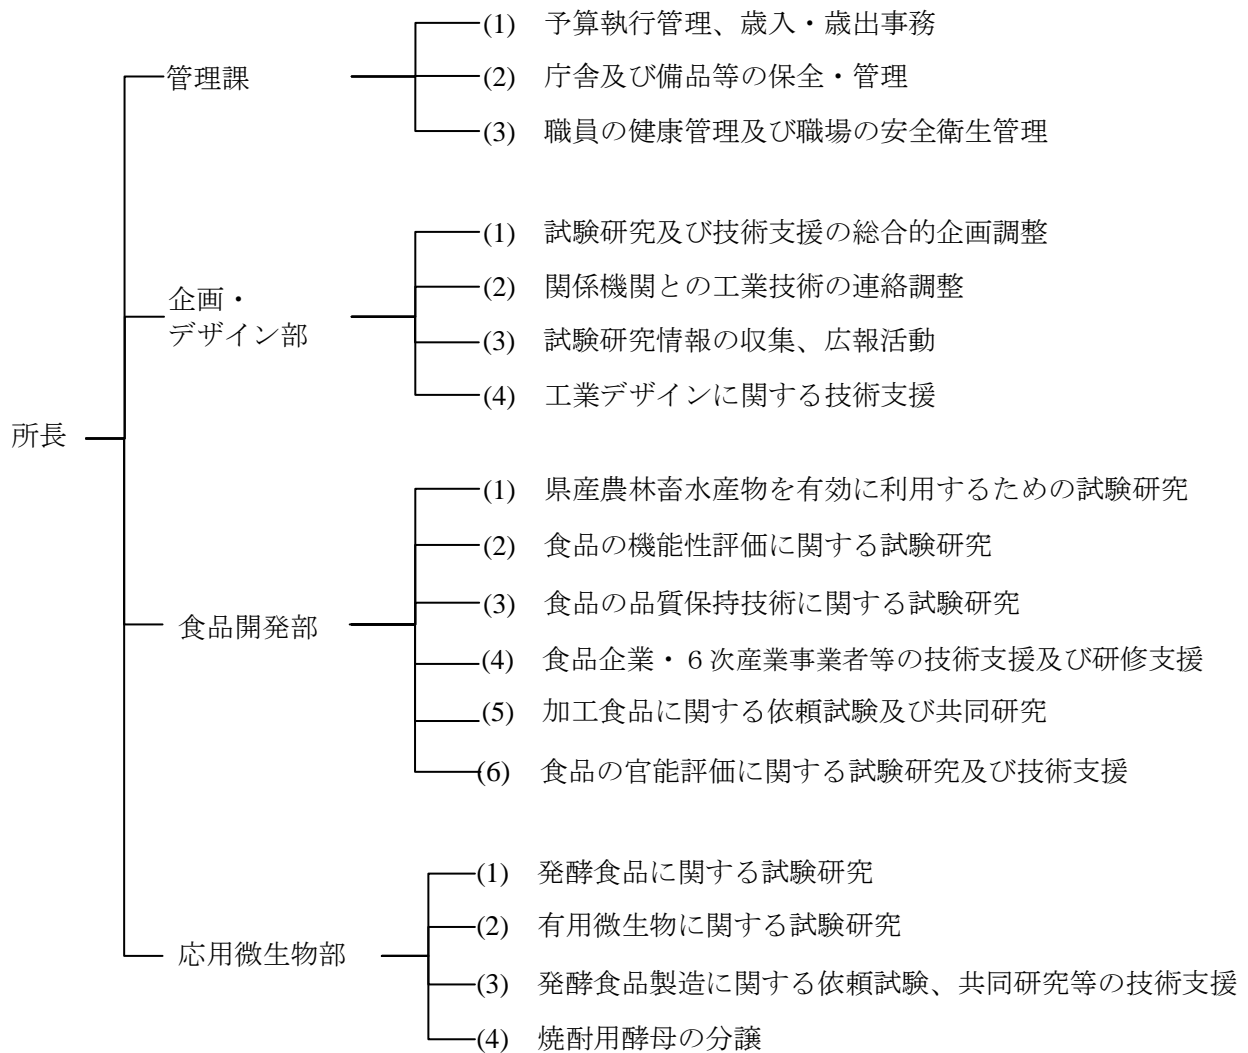 所長
管理課
(1) 予算執行管理、歳入・歳出事務
(2) 庁舎及び備品等の保全・管理
(3) 職員の健康管理及び職場の安全衛生管理
企画・
デザイン部
(1) 試験研究及び技術支援の総合的企画調整
(2) 関係機関との工業技術の連絡調整
(3) 試験研究情報の収集、広報活動
(4) 工業デザインに関する技術支援
食品開発部
(1) 県産農林畜水産物を有効に利用するための試験研究
(2) 食品の機能性評価に関する試験研究
(3) 食品の品質保持技術に関する試験研究
(4) 食品企業・６次産業事業者等の技術支援及び研修支援
(5) 加工食品に関する依頼試験及び共同研究
(6) 食品の官能評価に関する試験研究及び技術支援
応用微生物部
(1) 発酵食品に関する試験研究
(2) 有用微生物に関する試験研究
(3) 発酵食品製造に関する依頼試験、共同研究等の技術支援
(4) 焼酎用酵母の分譲